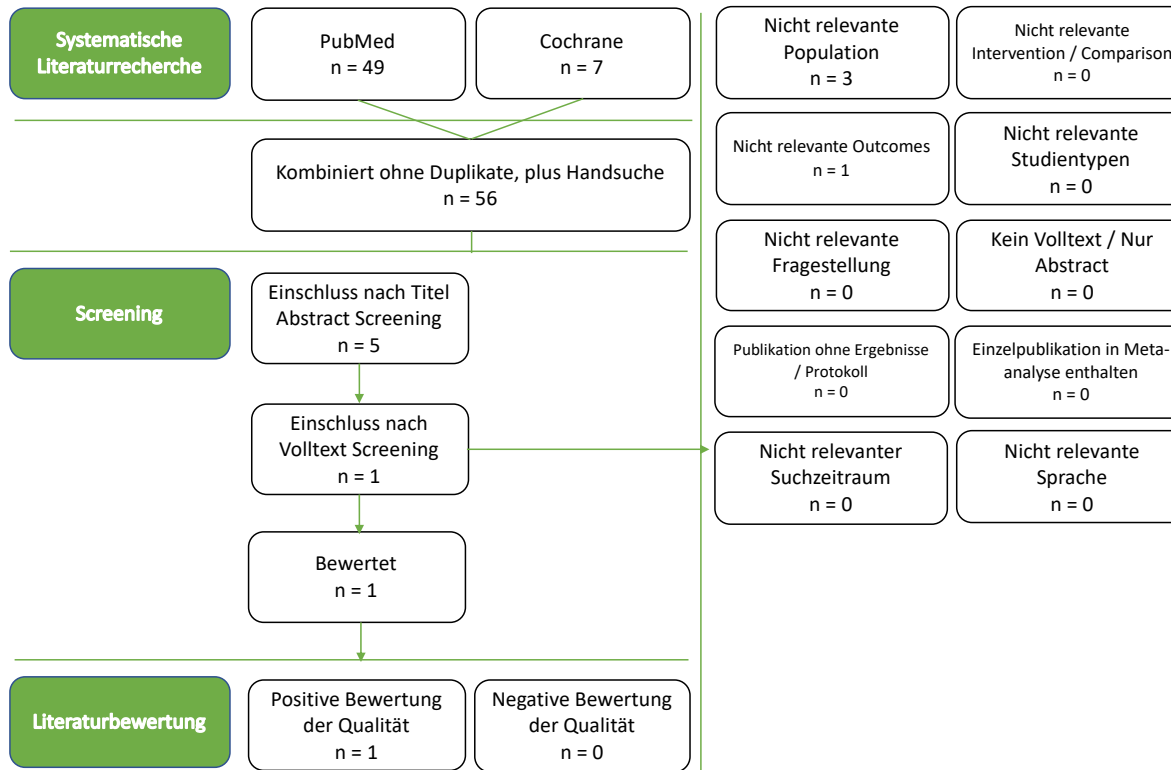 Systematische
Literaturrecherche
PubMed
n = 49
Cochrane
n = 7
Kombiniert ohne Duplikate, plus Handsuche
n = 56
Screening
Einschluss nach Titel
Abstract Screening
n = 5
Einschluss nach
Volltext Screening
n = 1
Bewertet
n = 1
Literaturbewertung
Positive Bewertung
der Qualität
n = 1
Negative Bewertung
der Qualität
n = 0
Nicht relevante
Population
n = 3
Nicht relevante
Intervention / Comparison
n = 0
Nicht relevante Outcomes
n = 1
Nicht relevante
Studientypen
n = 0
Nicht relevante
Fragestellung
n = 0
Kein Volltext / Nur
Abstract
n = 0
Publikation ohne Ergebnisse
/ Protokoll
n = 0
Einzelpublikation in Meta-
analyse enthalten
n = 0
Nicht relevanter
Suchzeitraum
n = 0
Nicht relevante
Sprache
n = 0